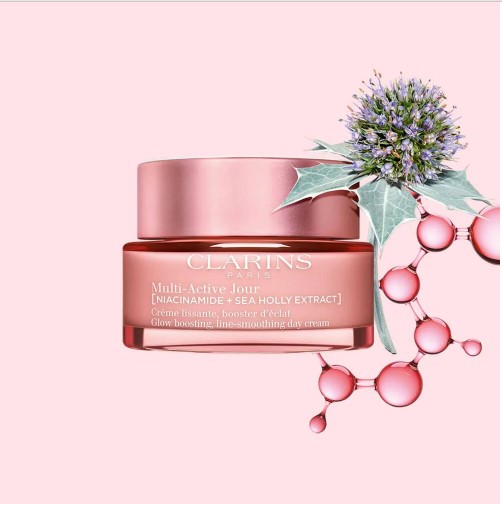 CLARINS
PARIS
Multi-Active Jour
[NIACINAMIDE + SEA HOLLY EXTRACT]
Crème lissante, booster d'éclat
Glow boosting, line-smoothing day cream